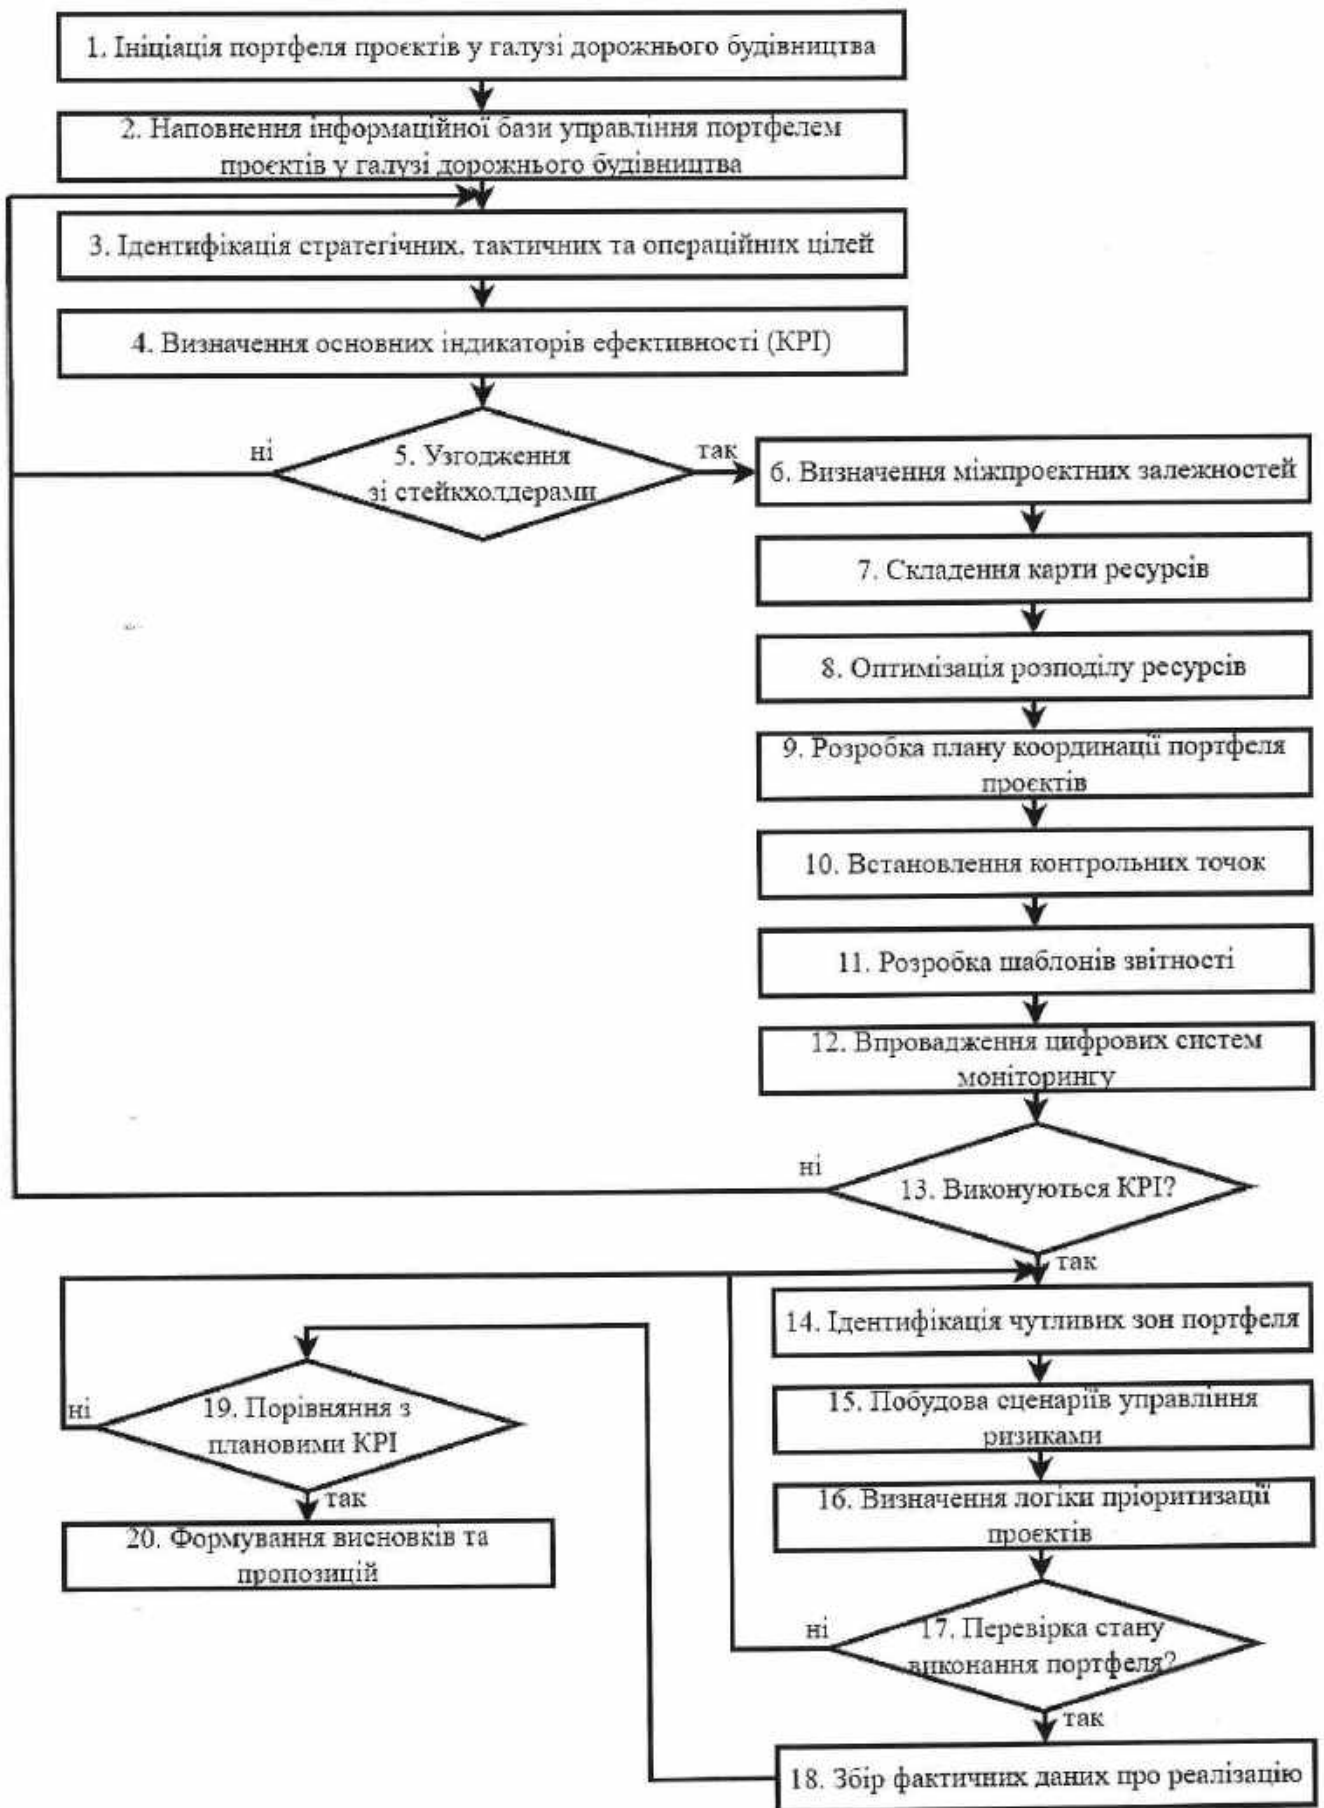 1. Ініціація портфеля проєктів у галузі дорожнього будівництва
2. Наповнення інформаційної бази управління портфелем
проєктів у галузі дорожнього будівництва
3. Ідентифікація стратегічних, тактичних та операційних цілей
4. Визначення основних індикаторів ефективності (КРІ)
ні
5. Узгодження
зі стейкхолдерами
так
6. Визначення міжпроєктних залежностей
7. Складення карти ресурсів
8. Оптимізація розподілу ресурсів
9. Розробка плану координації портфеля
проєктів
10. Встановлення контрольних точок
11. Розробка шаблонів звітності
12. Впровадження цифрових систем
моніторингу
ні
13. Виконуються КРІ?
так
14. Ідентифікація чутливих зон портфеля
15. Побудова сценаріїв управління
ризиками
16. Визначення логіки пріоритизації
проєктів
ні
17. Перевірка стану
виконання портфеля?
так
18. Збір фактичних даних про реалізацію
ні
19. Порівняння з
плановими КРІ
так
20. Формування висновків та
пропозицій